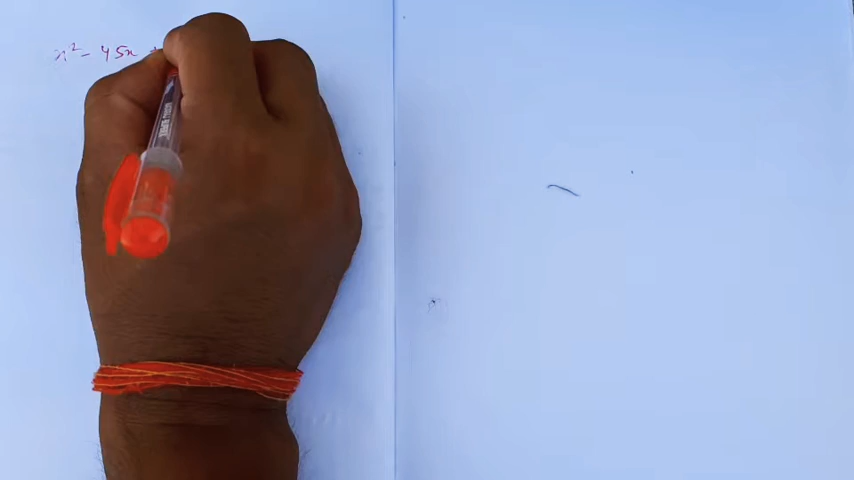 x² - 45x +